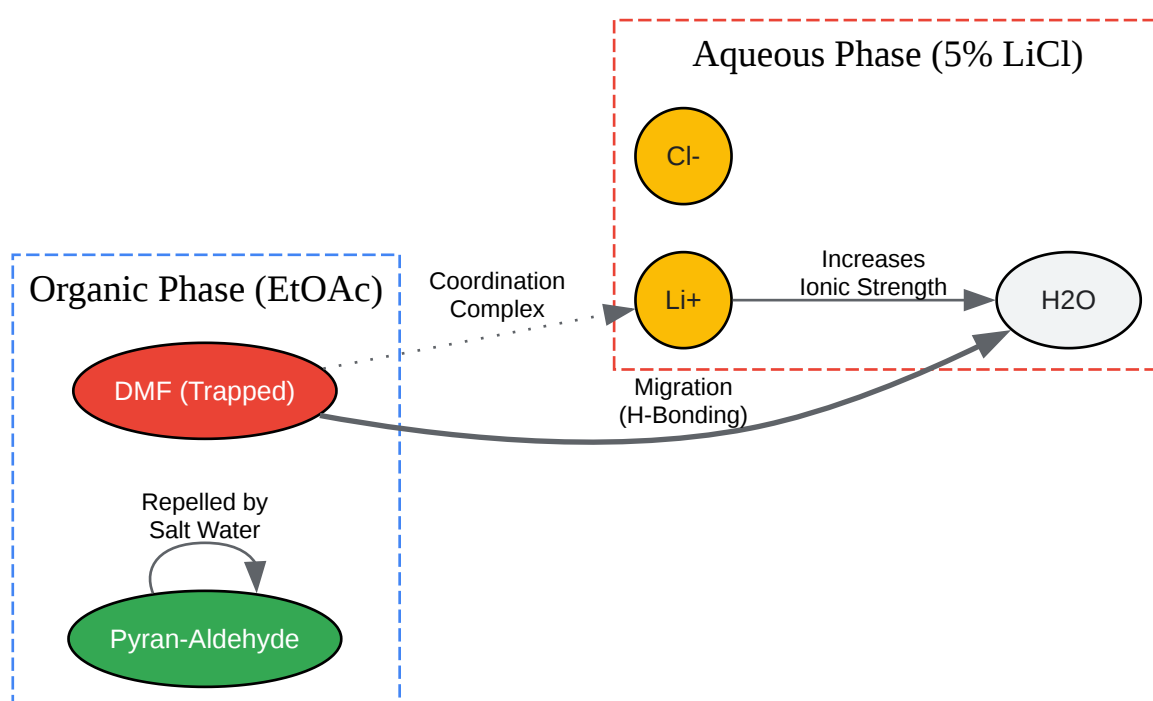 Aqueous Phase (5% LiCl)
Cl-
Increases
Ionic Strength
Li+
H2O
Organic Phase (EtOAc)
Coordination
Complex
DMF (Trapped)
Migration
(H-Bonding)
Repelled by
Salt Water
Pyran-Aldehyde